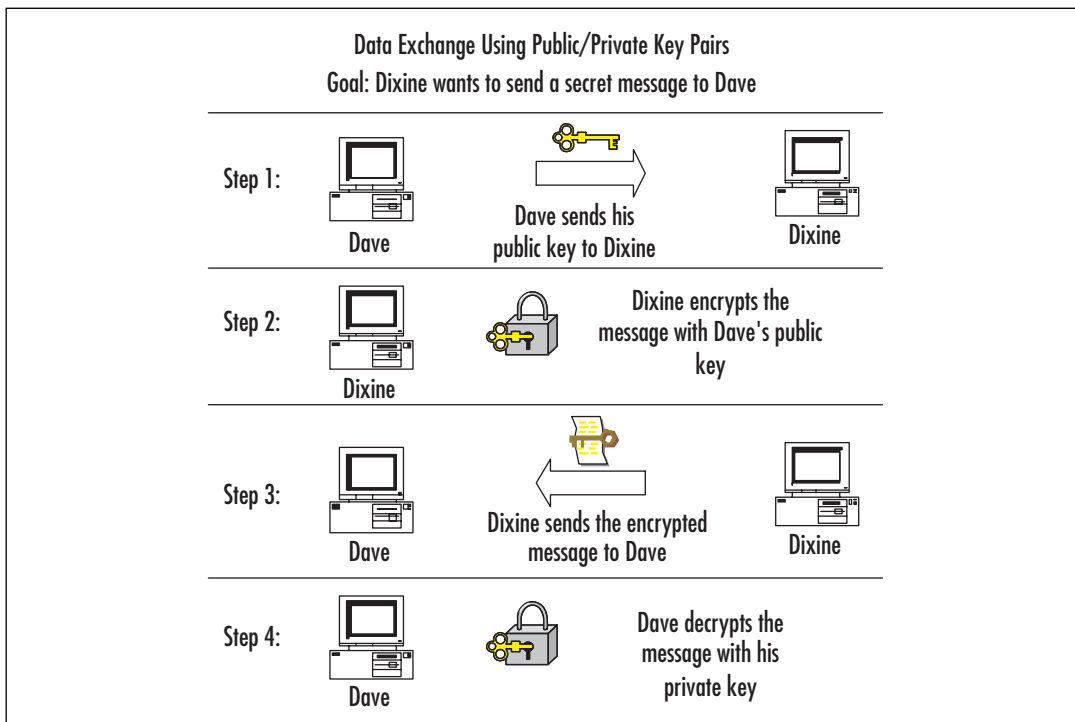 Data Exchange Using Public/Private Key Pairs
Goal: Dixine wants to send a secret message to Dave
Step 1:
Dave
Dave sends his
public key to Dixine
Dixine
Step 2:
Dixine
Dixine encrypts the
message with Dave's public
key
Step 3:
Dave
Dixine sends the encrypted
message to Dave
Dixine
Step 4:
Dave
Dave decrypts the
message with his
private key